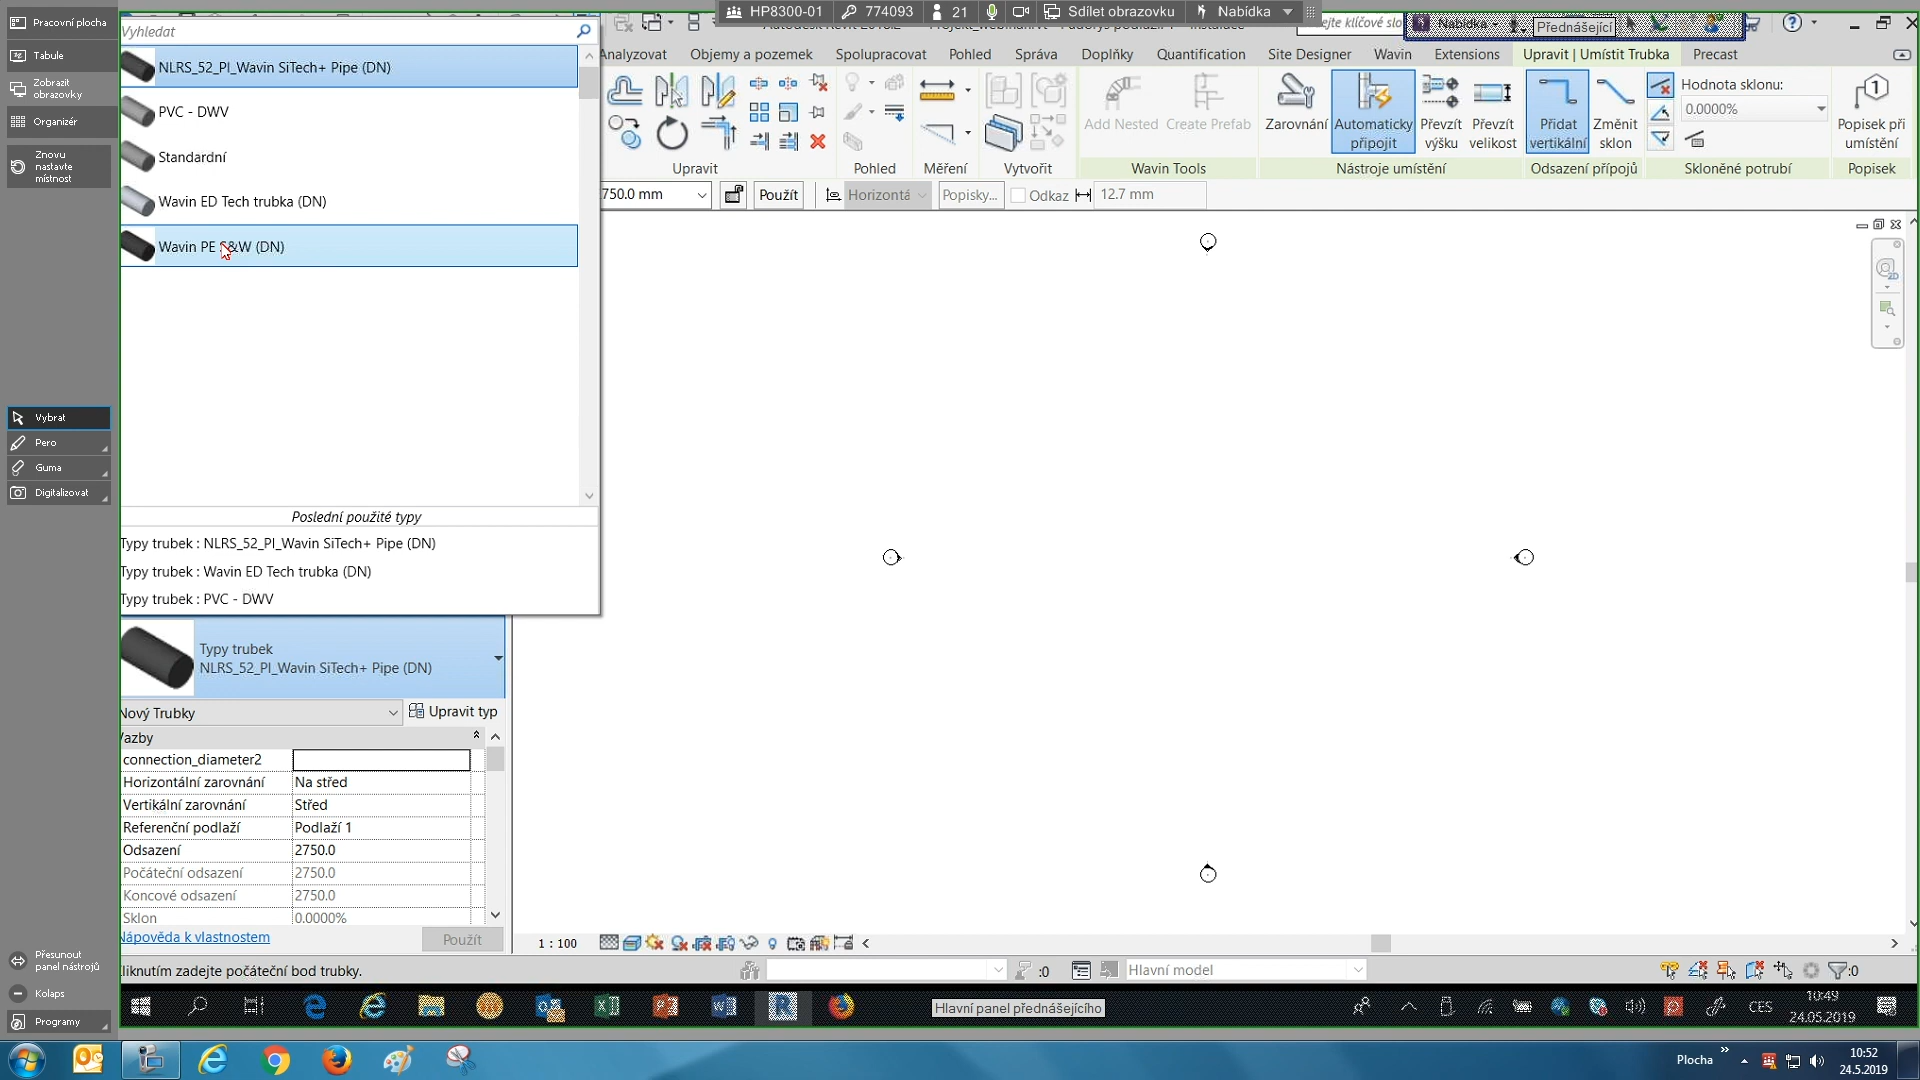 Pracovní plocha
Tabule
Zobrazit
obrazovky
Organizér
Znovu
nastavte
místnost
Vybrat
Pero
Guma
Digitalizovat
Přesunout
panel nástrojů
Kolaps
Programy
HP8300-01
774093
21
Sdílet obrazovku
Nabídka
Nabídka
Přednášející
Vyhledat
NLRS_52_PI_Wavin SiTech+ Pipe (DN)
PVC - DWV
Standardní
Wavin ED Tech trubka (DN)
Wavin PE S&W (DN)
Poslední použité typy
Typy trubek : NLRS_52_PI_Wavin SiTech+ Pipe (DN)
Typy trubek : Wavin ED Tech trubka (DN)
Typy trubek : PVC - DWV
Analyzovat
Objemy a pozemek
Spolupracovat
Pohled
Správa
Doplňky
Quantification
Site Designer
Wavin
Extensions
Upravit | Umístit Trubka
Precast
Add Nested
Create Prefab
Zarovnání
Automaticky
připojit
Převzít
výšku
Převzít
velikost
Přidat
vertikální
Změnit
sklon
Hodnota sklonu:
0.0000%
Popisek při
umístění
Upravit
Pohled
Měření
Vytvořit
Wavin Tools
Nástroje umístění
Odsazení přípojů
Skloněné potrubí
Popisek
750.0 mm
Použít
Horizontá
Popisky...
Odkaz
12.7 mm
Typy trubek
NLRS_52_PI_Wavin SiTech+ Pipe (DN)
Nový Trubky
Upravit typ
Vazby
connection_diameter2
Horizontální zarovnání
Na střed
Vertikální zarovnání
Střed
Referenční podlaží
Podlaží 1
Odsazení
2750.0
Počáteční odsazení
2750.0
Koncové odsazení
2750.0
Sklon
0.0000%
Nápověda k vlastnostem
Použít
1 : 100
Kliknutím zadejte počáteční bod trubky.
:0
Hlavní model
:0
Hlavní panel přednášejícího
CES
10:49
24.05.2019
Plocha
10:52
24.5.2019